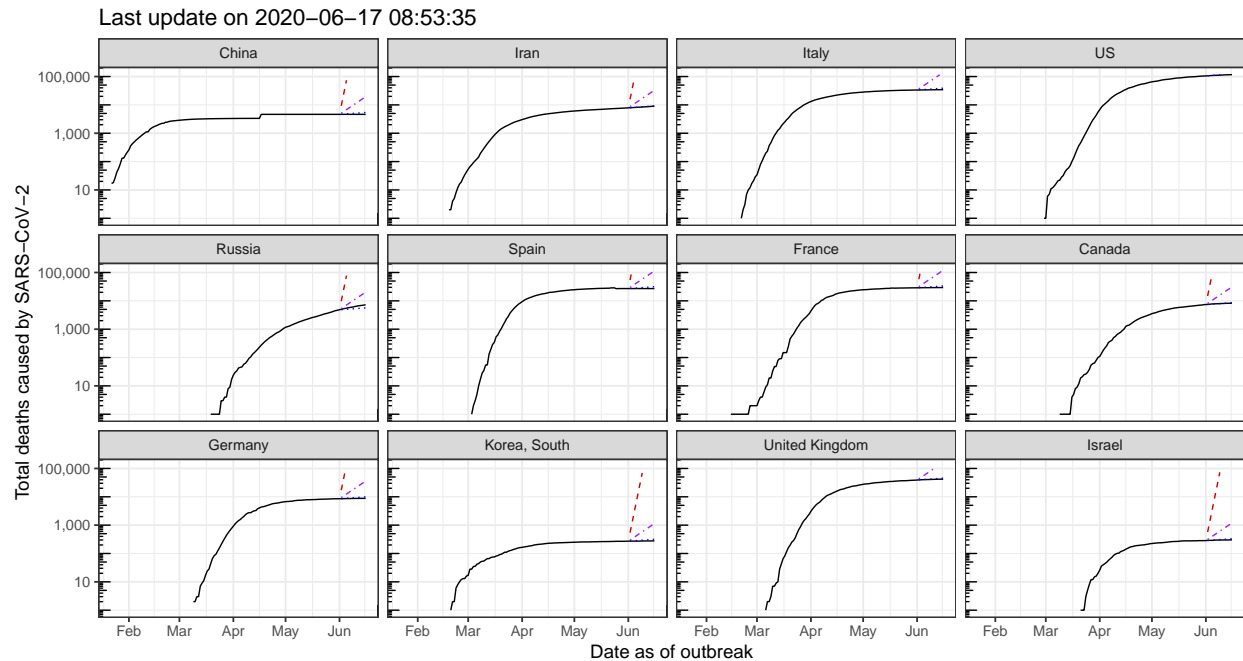 Last update on 2020−06−17 08:53:35
Total deaths caused by SARS−CoV−2
China
Iran
Italy
US
100,000
1,000
10
Russia
Spain
France
Canada
100,000
1,000
10
Germany
Korea, South
United Kingdom
Israel
100,000
1,000
10
Feb Mar Apr May Jun
Feb Mar Apr May Jun
Feb Mar Apr May Jun
Feb Mar Apr May Jun
Date as of outbreak